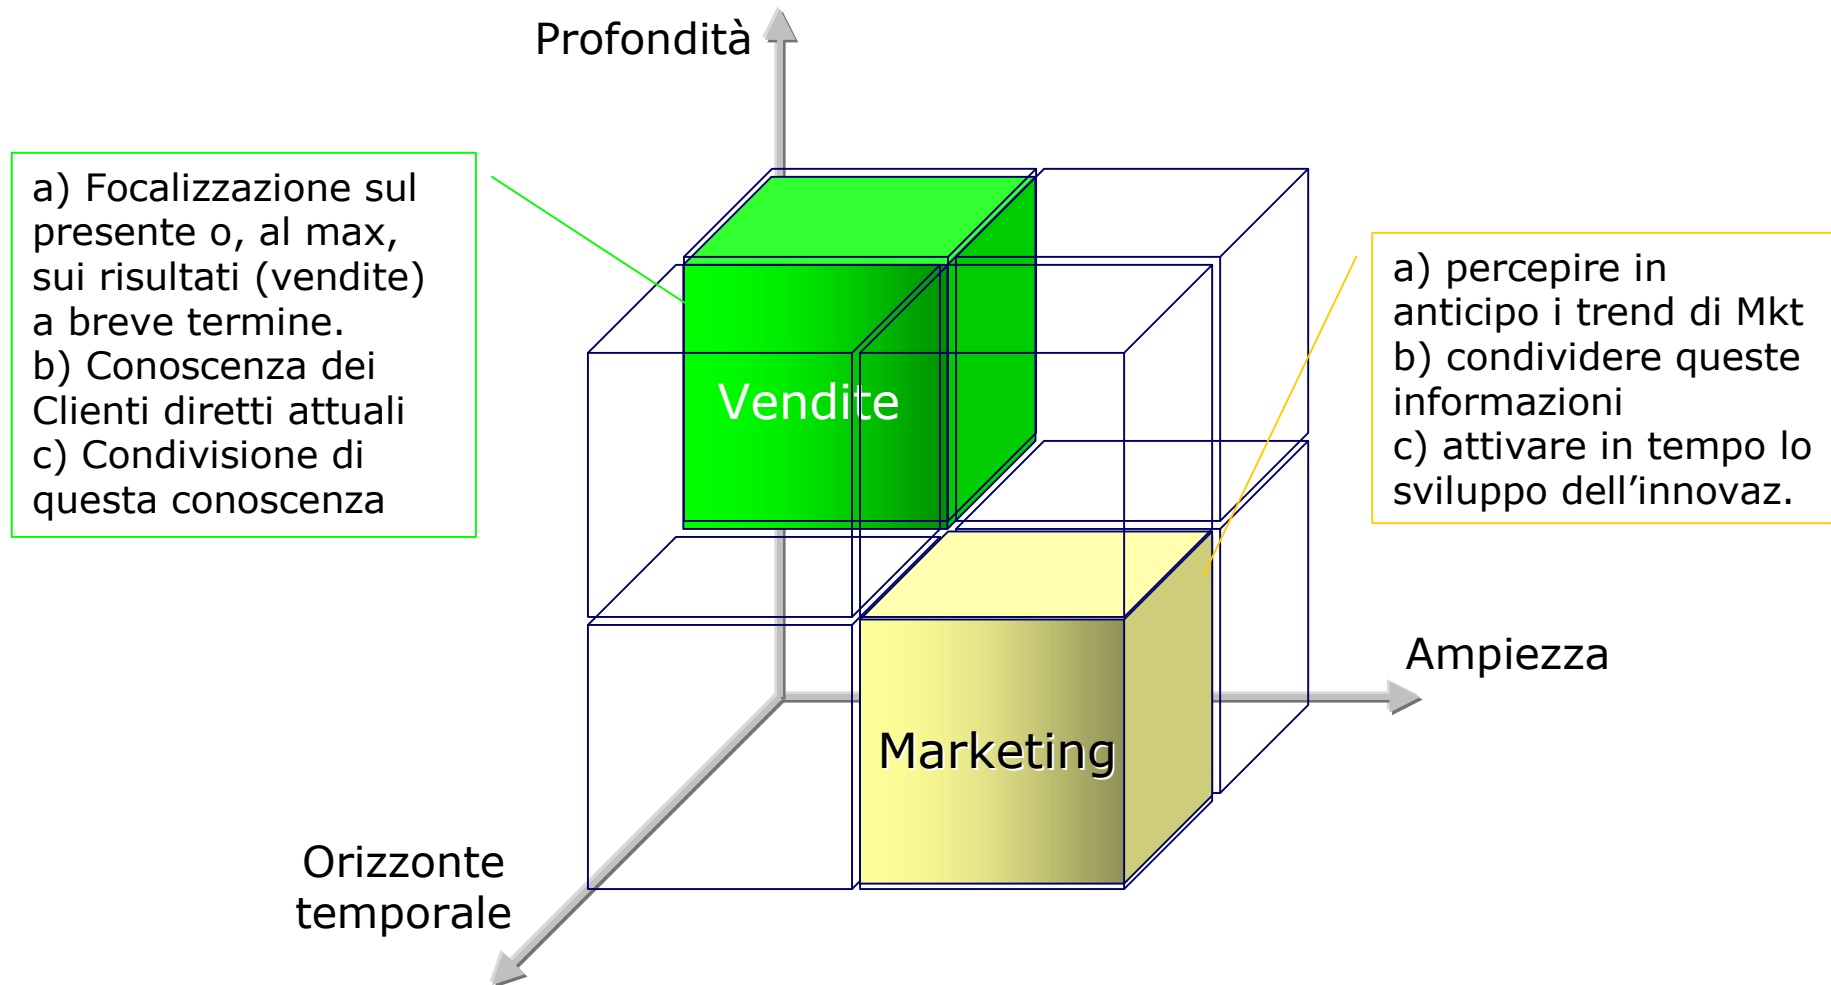 Profondità
a) Focalizzazione sul
presente o, al max,
sui risultati (vendite)
a breve termine.
b) Conoscenza dei
Clienti diretti attuali
c) Condivisione di
questa conoscenza
Vendite
a) percepire in
anticipo i trend di Mkt
b) condividere queste
informazioni
c) attivare in tempo lo
sviluppo dell’innovaz.
Ampiezza
Marketing
Orizzonte
temporale